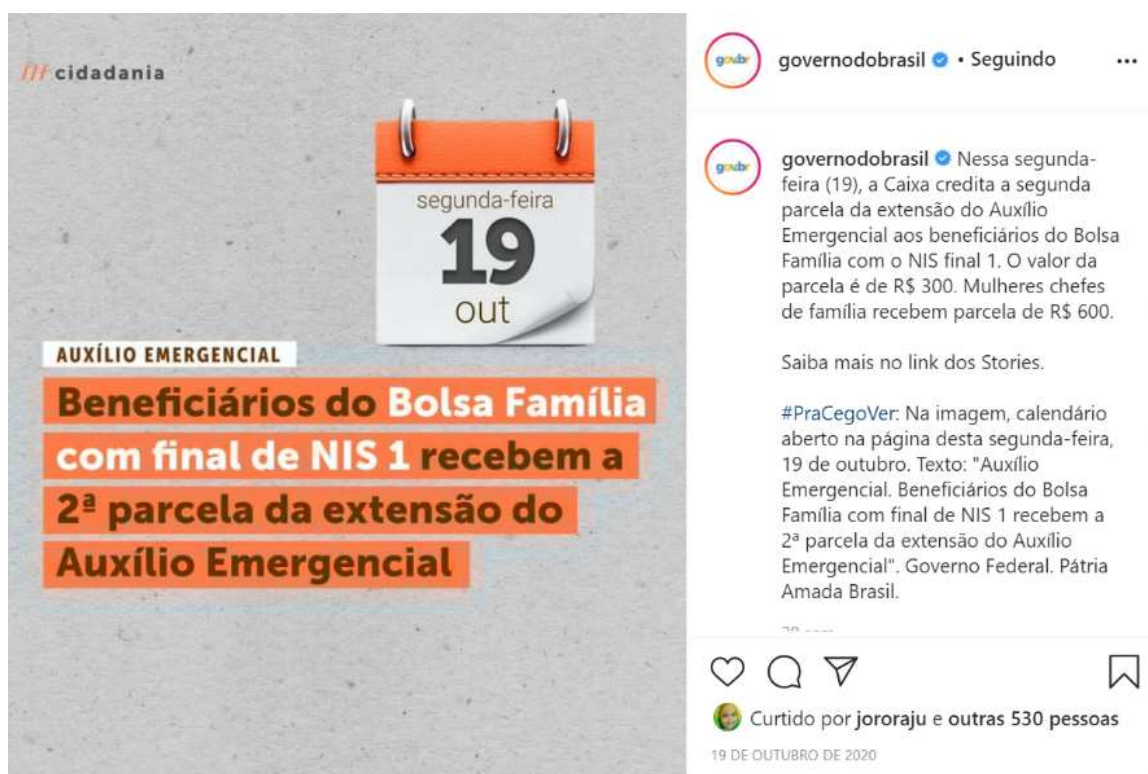 /// cidadania
segunda-feira
19
out
AUXÍLIO EMERGENCIAL
Beneficiários do Bolsa Família
com final de NIS 1 recebem a
2ª parcela da extensão do
Auxílio Emergencial
gov.br
governodobrasil • Seguindo
gov.br
governodobrasil Nessa segunda-
feira (19), a Caixa credita a segunda
parcela da extensão do Auxílio
Emergencial aos beneficiários do Bolsa
Família com o NIS final 1. O valor da
parcela é de R$ 300. Mulheres chefes
de família recebem parcela de R$ 600.
Saiba mais no link dos Stories.
#PraCegoVer: Na imagem, calendário
aberto na página desta segunda-feira,
19 de outubro. Texto: "Auxílio
Emergencial. Beneficiários do Bolsa
Família com final de NIS 1 recebem a
2ª parcela da extensão do Auxílio
Emergencial". Governo Federal. Pátria
Amada Brasil.
Curtido por jororaju e outras 530 pessoas
19 DE OUTUBRO DE 2020